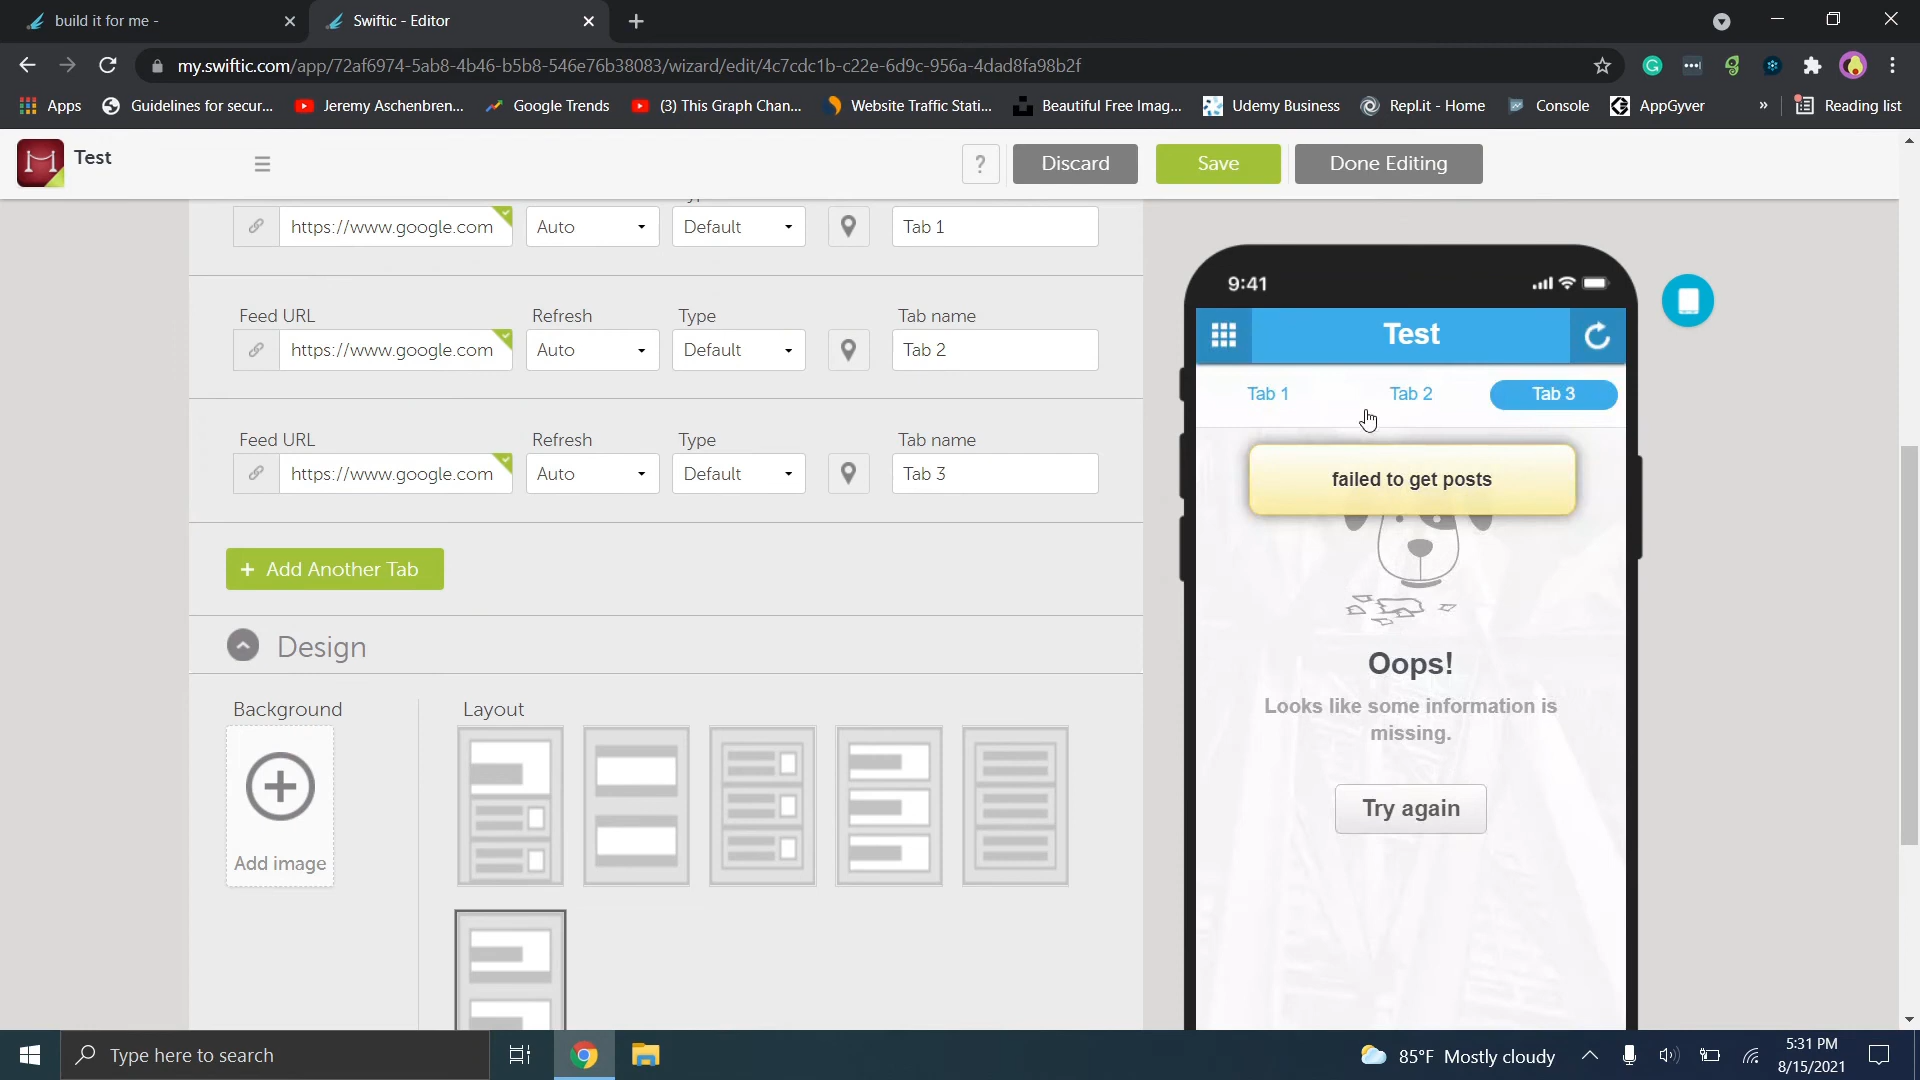 build it for me -
Swiftic - Editor
my.swiftic.com/app/72af6974-5ab8-4b46-b5b8-546e76b38083/wizard/edit/4c7cdc1b-c22e-6d9c-956a-4dad8fa98b2f
Apps Guidelines for secur... Jeremy Aschenbren... Google Trends (3) This Graph Chan... Website Traffic Stati... Beautiful Free Imag... Udemy Business Repl.it - Home Console AppGyver » Reading list
Test
? Discard Save Done Editing
https://www.google.com Auto Default Tab 1
Feed URL Refresh Type Tab name
https://www.google.com Auto Default Tab 2
Feed URL Refresh Type Tab name
https://www.google.com Auto Default Tab 3
+ Add Another Tab
Design
Background Layout
Add image
9:41
Test
Tab 1 Tab 2 Tab 3
failed to get posts
Oops!
Looks like some information is
missing.
Try again
Type here to search
85°F Mostly cloudy
5:31 PM
8/15/2021